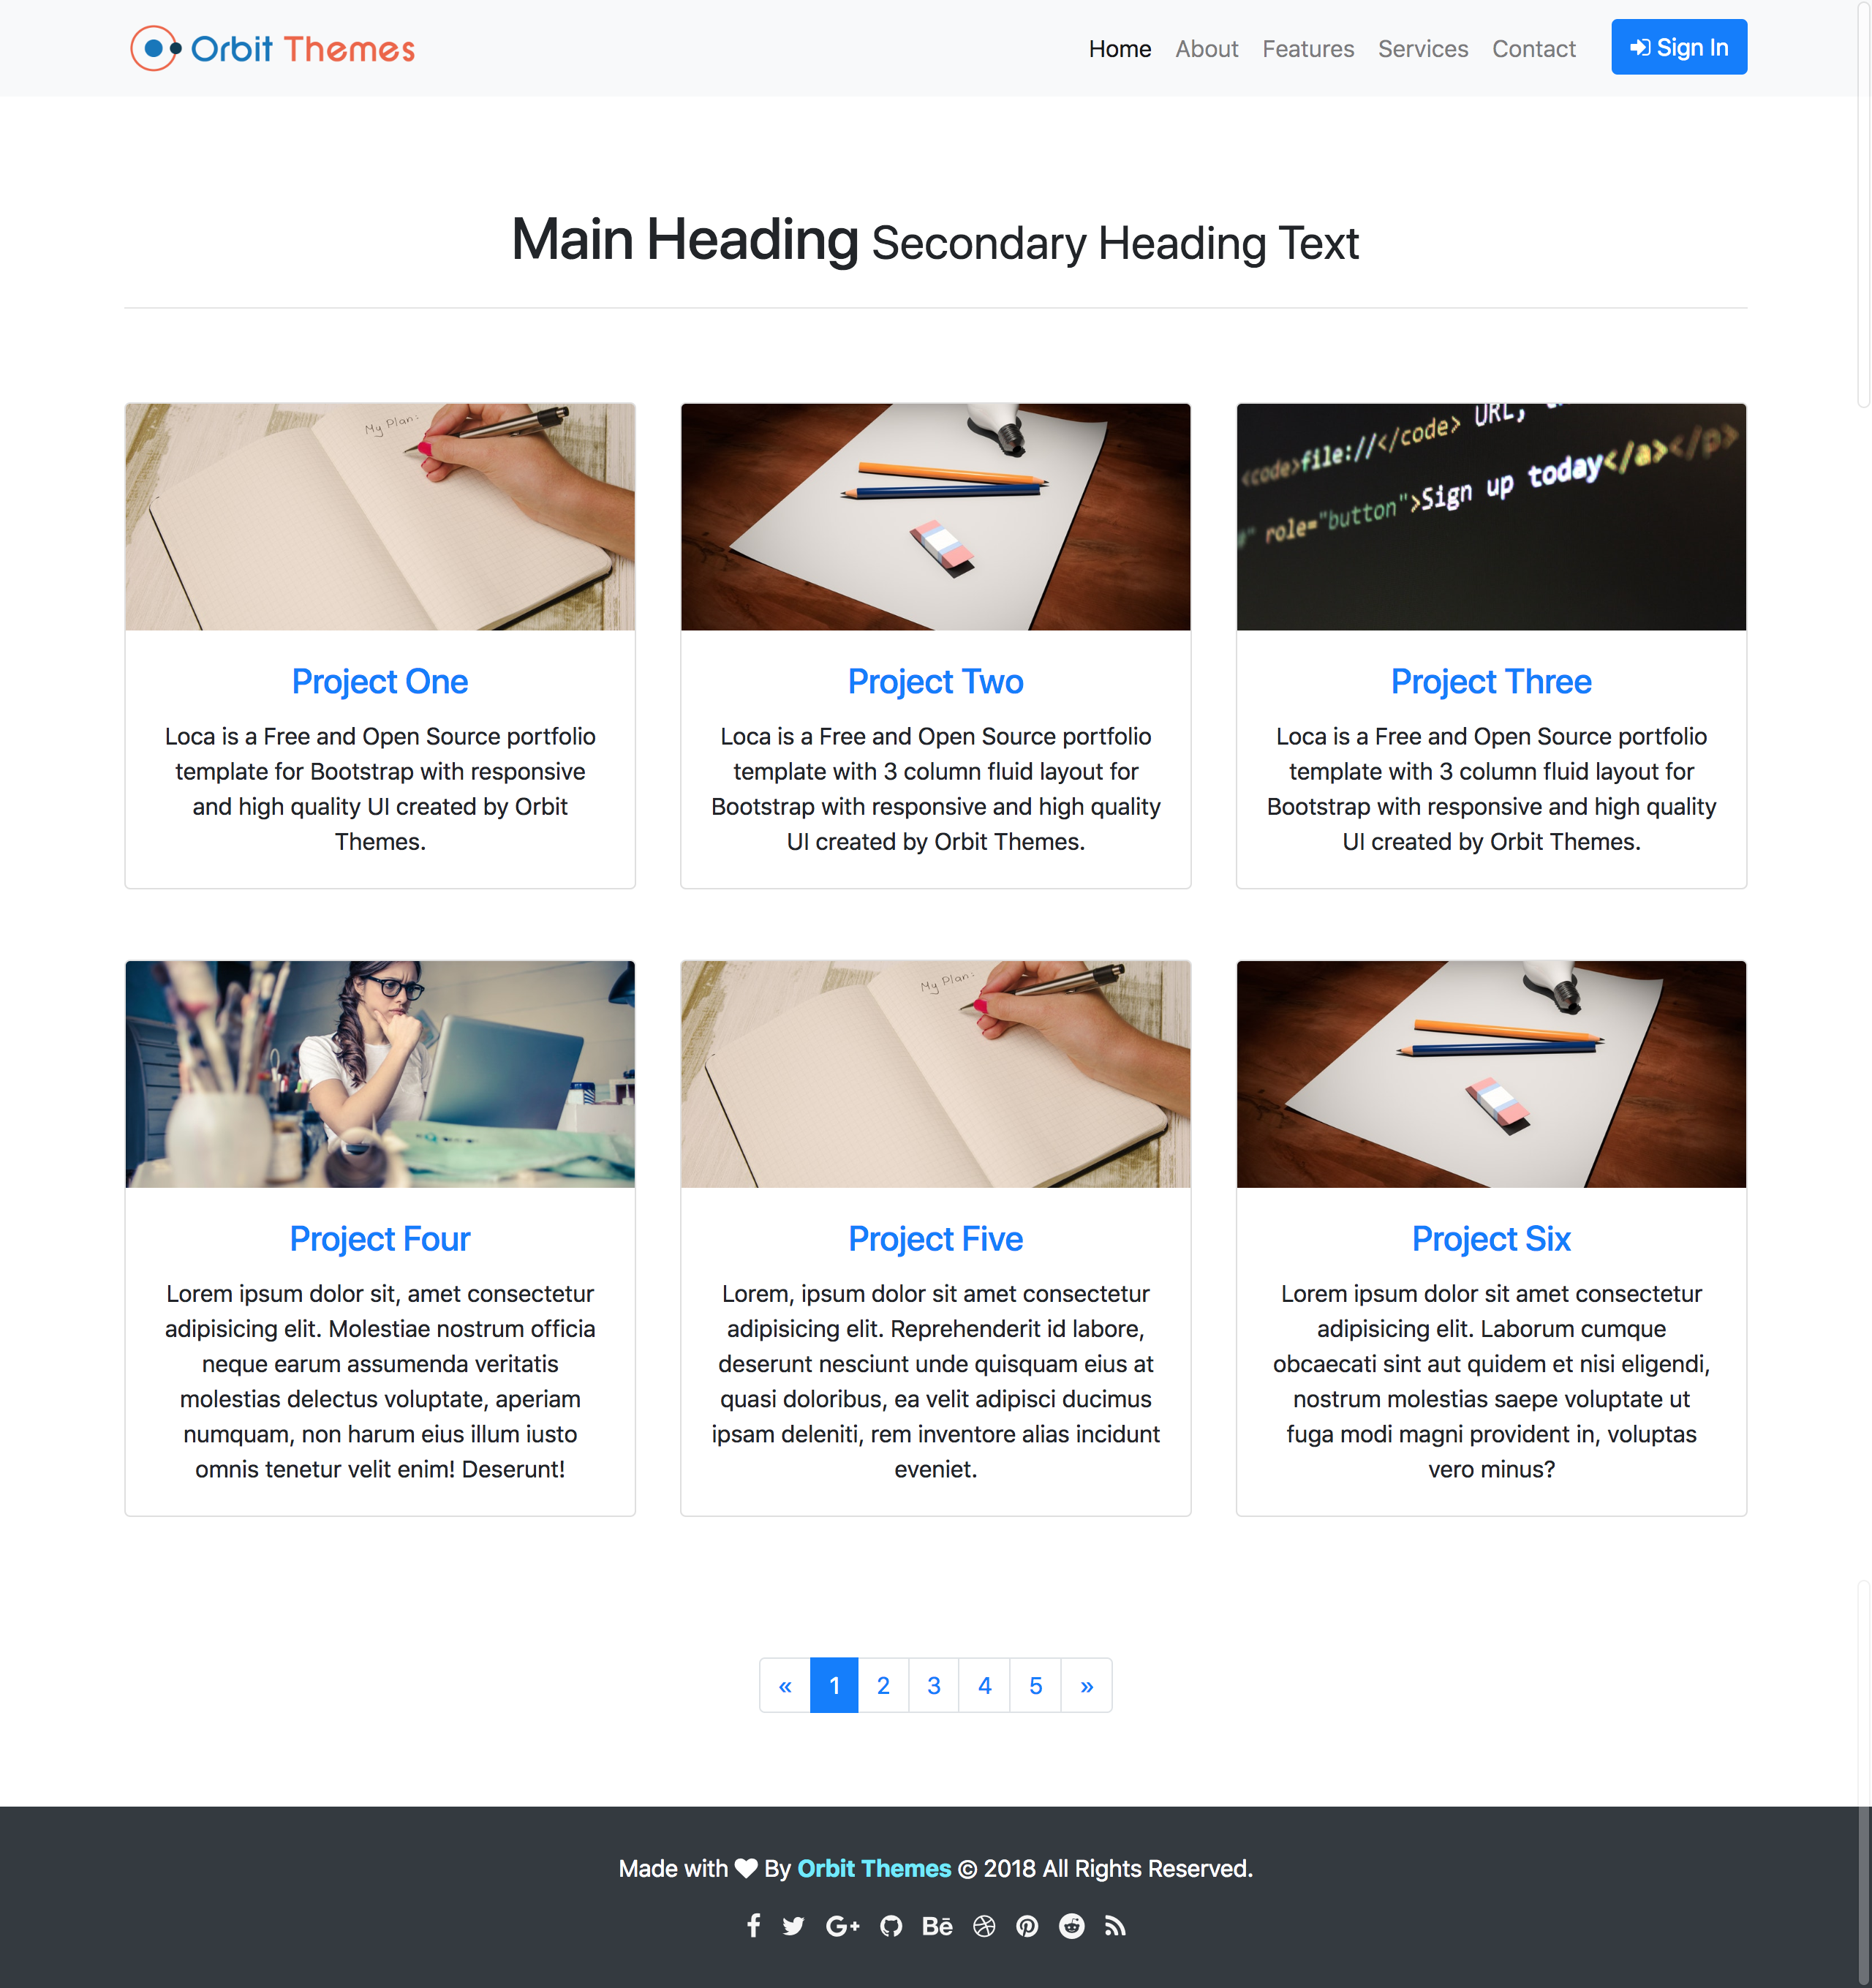 Orbit Themes
Home About Features Services Contact Sign In
Main Heading Secondary Heading Text
My Plan:
<code>file://</code> URL,
role="button">Sign up today</a></p>
Project One
Loca is a Free and Open Source portfolio
template for Bootstrap with responsive
and high quality UI created by Orbit
Themes.
Project Two
Loca is a Free and Open Source portfolio
template with 3 column fluid layout for
Bootstrap with responsive and high quality
UI created by Orbit Themes.
Project Three
Loca is a Free and Open Source portfolio
template with 3 column fluid layout for
Bootstrap with responsive and high quality
UI created by Orbit Themes.
My Plan:
Project Four
Lorem ipsum dolor sit, amet consectetur
adipisicing elit. Molestiae nostrum officia
neque earum assumenda veritatis
molestias delectus voluptate, aperiam
numquam, non harum eius illum iusto
omnis tenetur velit enim! Deserunt!
Project Five
Lorem, ipsum dolor sit amet consectetur
adipisicing elit. Reprehenderit id labore,
deserunt nesciunt unde quisquam eius at
quasi doloribus, ea velit adipisci ducimus
ipsam deleniti, rem inventore alias incidunt
eveniet.
Project Six
Lorem ipsum dolor sit amet consectetur
adipisicing elit. Laborum cumque
obcaecati sint aut quidem et nisi eligendi,
nostrum molestias saepe voluptate ut
fuga modi magni provident in, voluptas
vero minus?
« 1 2 3 4 5 »
Made with ♥ By Orbit Themes © 2018 All Rights Reserved.